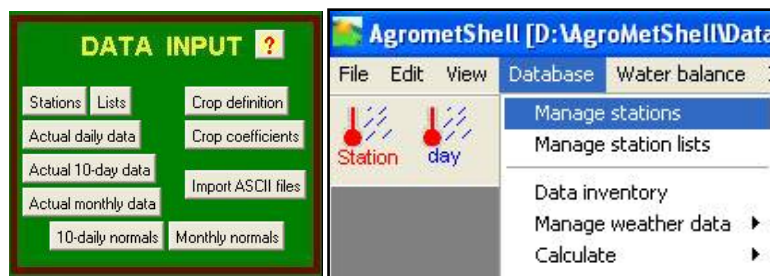 DATA INPUT ?
Stations Lists Crop definition
Actual daily data Crop coefficients
Actual 10-day data
Import ASCII files
Actual monthly data
10-daily normals Monthly normals
AgrometShell [D:\AgroMetShell\Data
File Edit View Database Water balance
Station day
Manage stations
Manage station lists
Data inventory
Manage weather data
Calculate